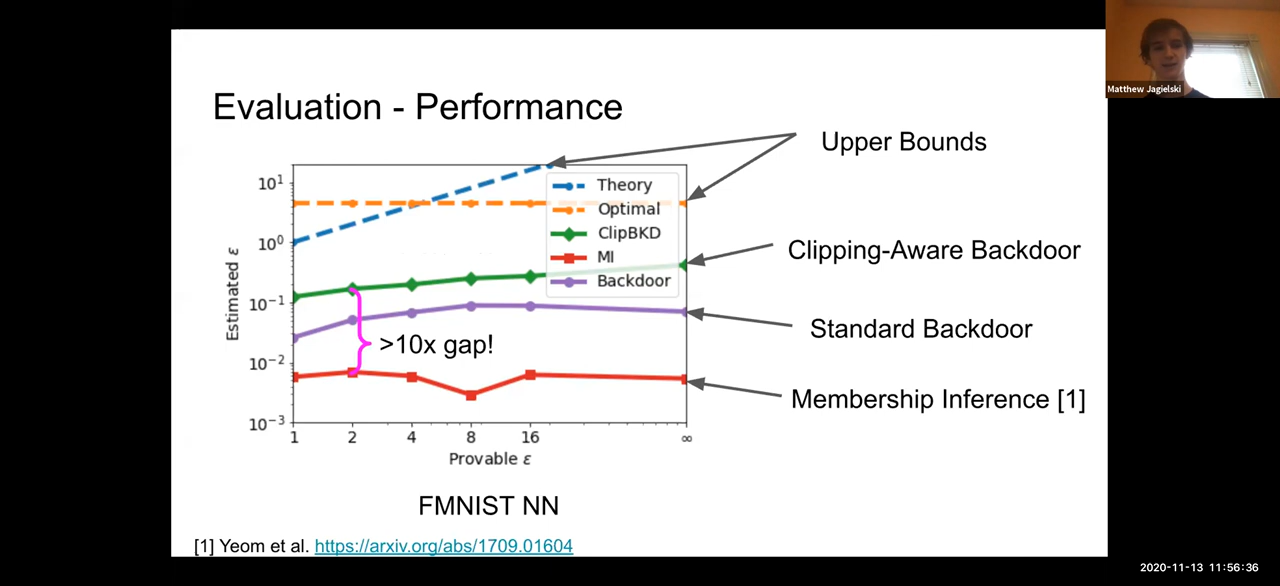 Matthew Jagielski
Evaluation - Performance
Upper Bounds
Clipping-Aware Backdoor
Standard Backdoor
Membership Inference [1]
Theory
Optimal
ClipBKD
MI
Backdoor
>10x gap!
Estimated ε
10¹
10⁰
10⁻¹
10⁻²
10⁻³
1 2 4 8 16 ∞
Provable ε
FMNIST NN
[1] Yeom et al. https://arxiv.org/abs/1709.01604
2020-11-13 11:56:36